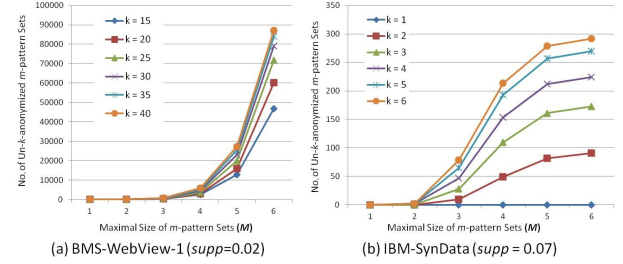 No. of Un-k-anonymized m-pattern Sets
100000
90000
80000
70000
60000
50000
40000
30000
20000
10000
0
k = 15
k = 20
k = 25
k = 30
k = 35
k = 40
1 2 3 4 5 6
Maximal Size of m-pattern Sets (M)
(a) BMS-WebView-1 (supp=0.02)
No. of Un-k-anonymized m-pattern Sets
350
300
250
200
150
100
50
0
k = 1
k = 2
k = 3
k = 4
k = 5
k = 6
1 2 3 4 5 6
Maximal Size of m-pattern Sets (M)
(b) IBM-SynData (supp = 0.07)